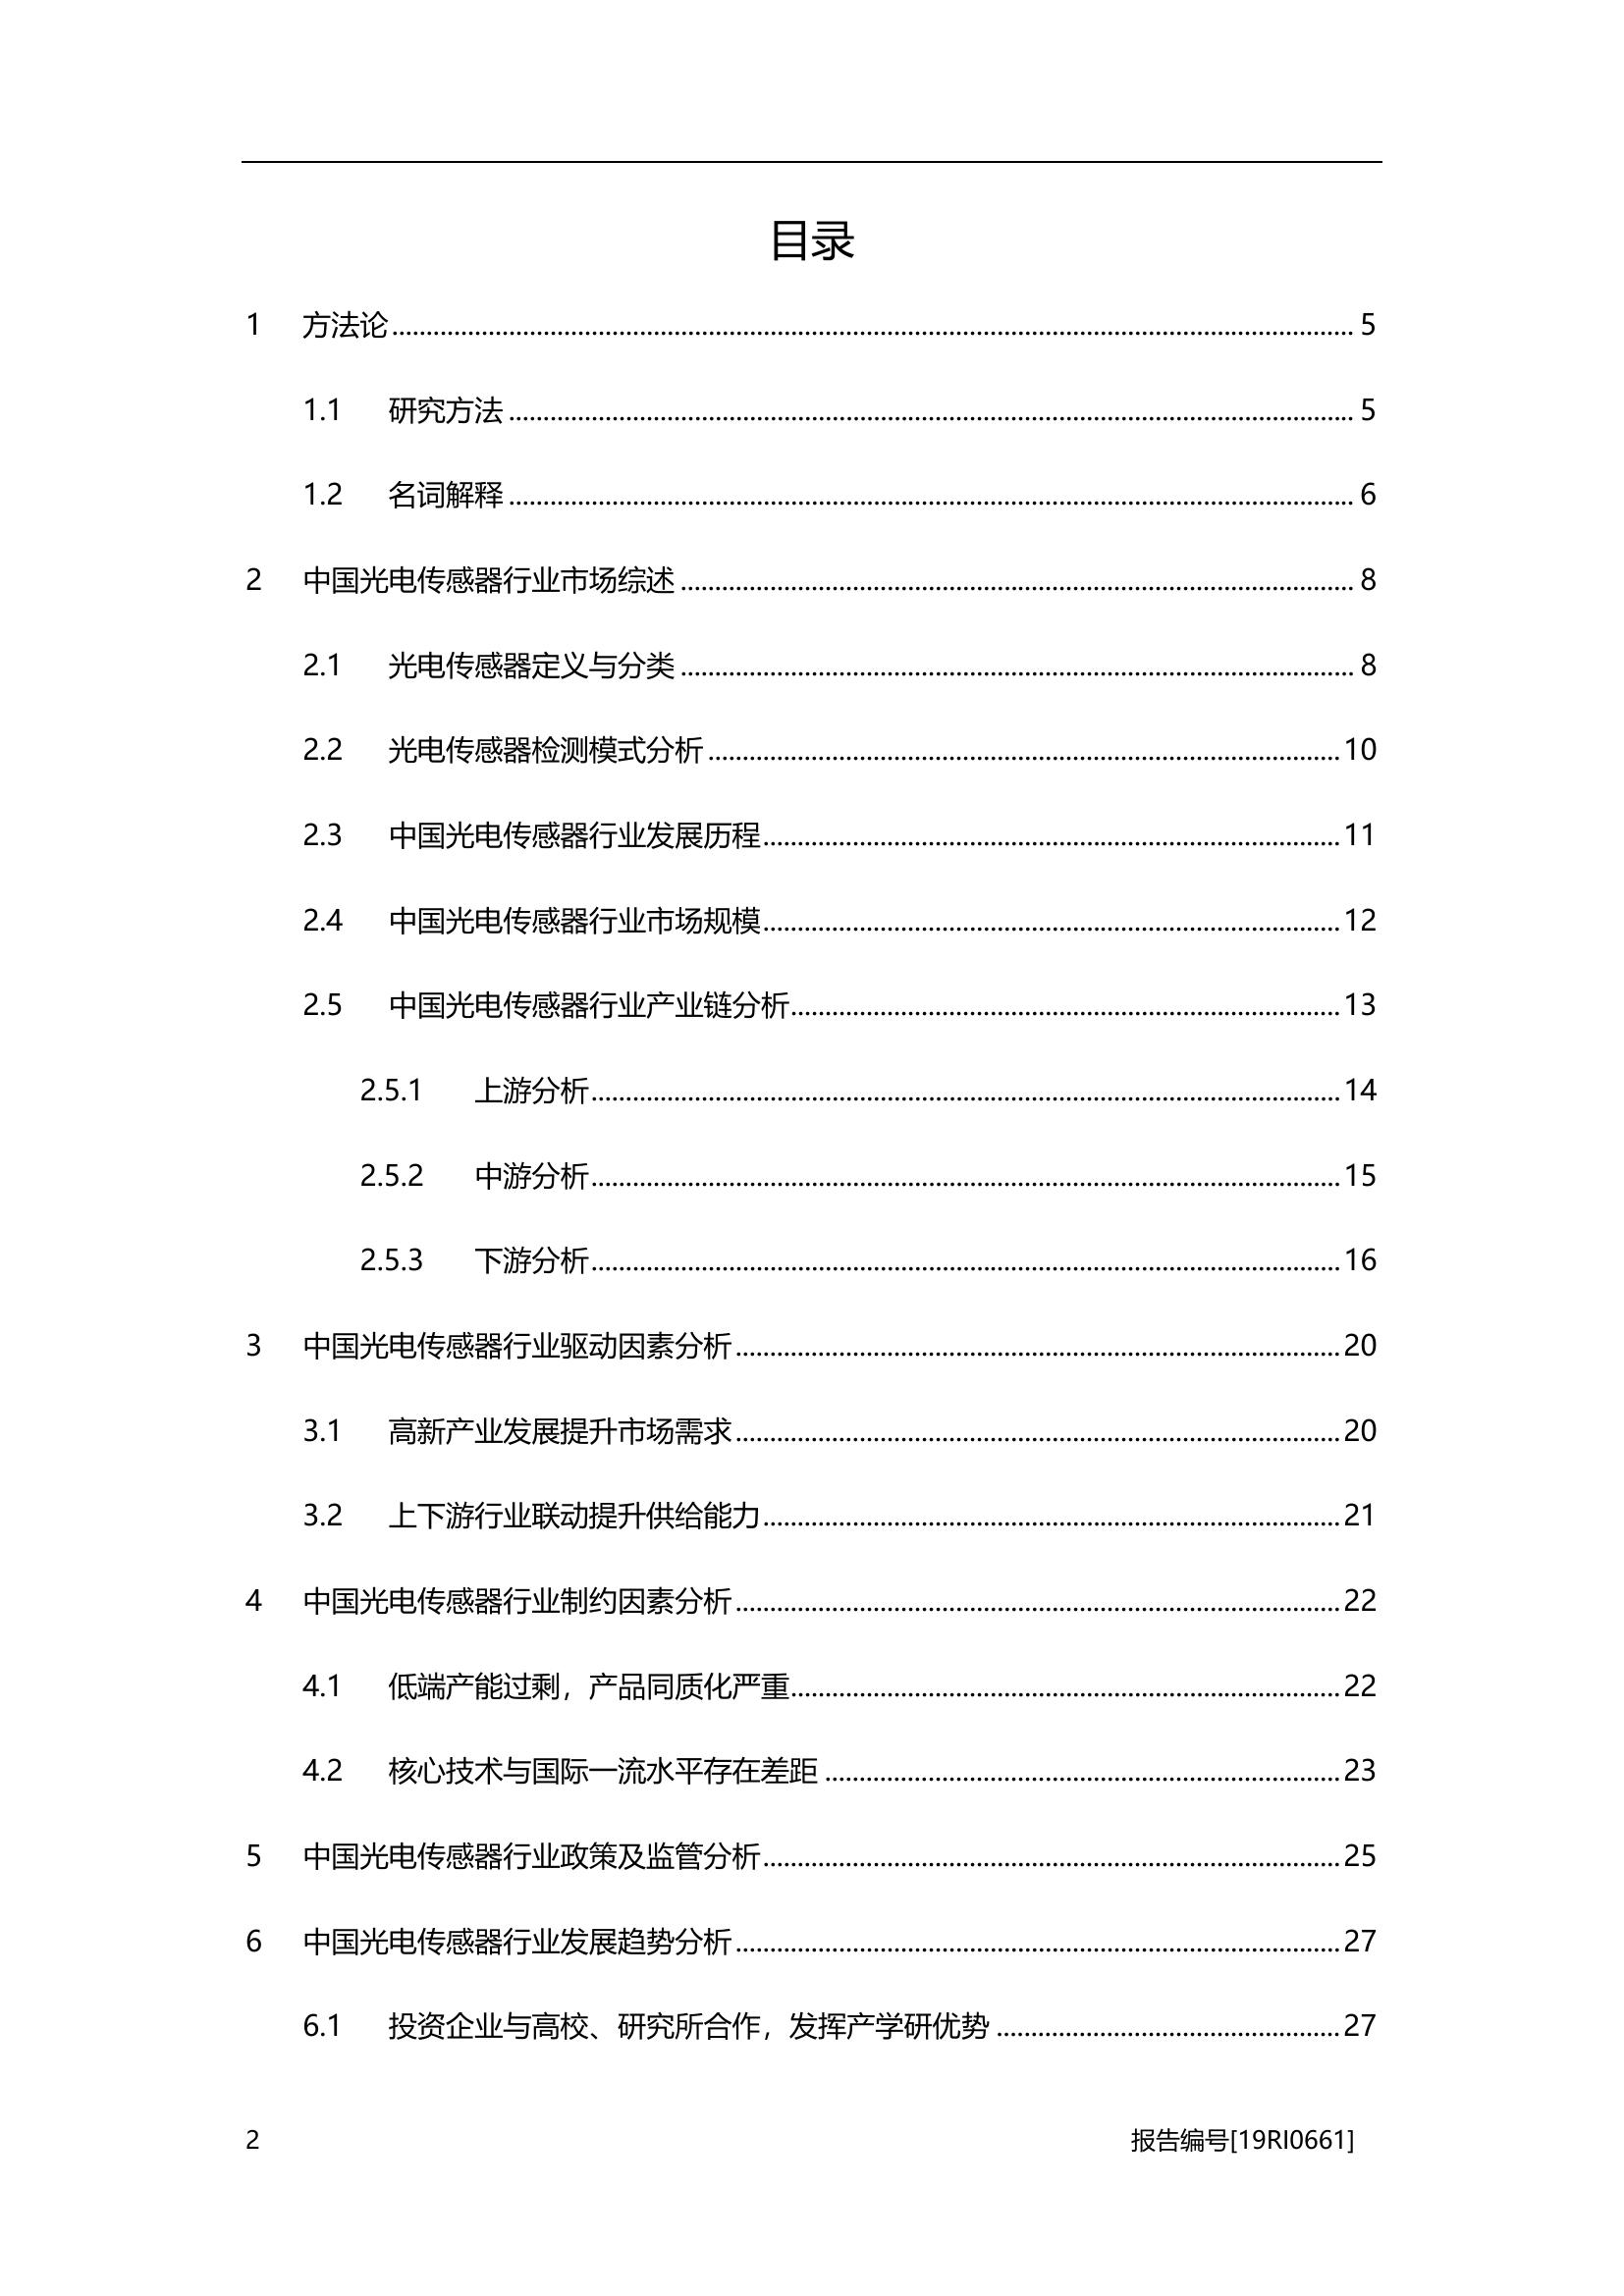 目录
1 方法论 5
1.1 研究方法 5
1.2 名词解释 6
2 中国光电传感器行业市场综述 8
2.1 光电传感器定义与分类 8
2.2 光电传感器检测模式分析 10
2.3 中国光电传感器行业发展历程 11
2.4 中国光电传感器行业市场规模 12
2.5 中国光电传感器行业产业链分析 13
2.5.1 上游分析 14
2.5.2 中游分析 15
2.5.3 下游分析 16
3 中国光电传感器行业驱动因素分析 20
3.1 高新产业发展提升市场需求 20
3.2 上下游行业联动提升供给能力 21
4 中国光电传感器行业制约因素分析 22
4.1 低端产能过剩，产品同质化严重 22
4.2 核心技术与国际一流水平存在差距 23
5 中国光电传感器行业政策及监管分析 25
6 中国光电传感器行业发展趋势分析 27
6.1 投资企业与高校、研究所合作，发挥产学研优势 27
2 报告编号[19RI0661]